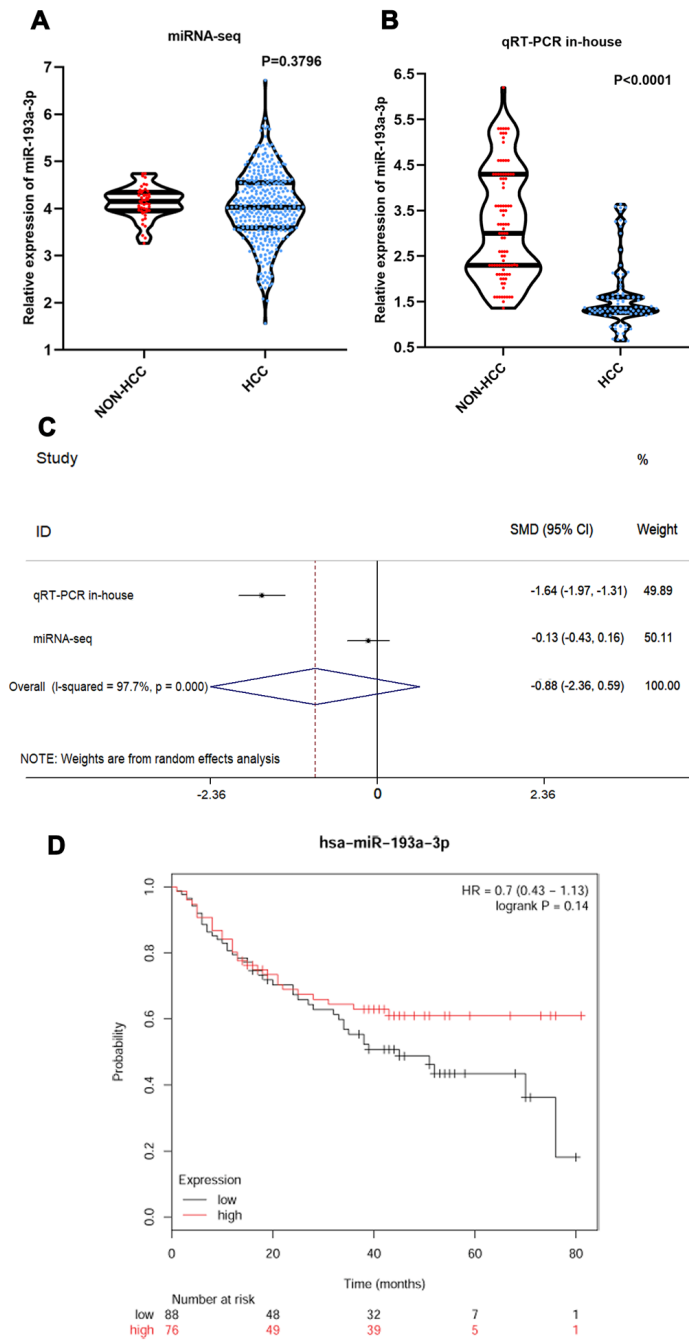 A
miRNA-seq
P=0.3796
Relative expression of miR-193a-3p
7
6
5
4
3
2
1
NON-HCC
HCC
B
qRT-PCR in-house
P<0.0001
Relative expression of miR-193a-3p
6.5
5.5
4.5
3.5
2.5
1.5
0.5
NON-HCC
HCC
C
Study
%
ID
SMD (95% CI)
Weight
qRT-PCR in-house
-1.64 (-1.97, -1.31)
49.89
miRNA-seq
-0.13 (-0.43, 0.16)
50.11
Overall (I-squared = 97.7%, p = 0.000)
-0.88 (-2.36, 0.59)
100.00
NOTE: Weights are from random effects analysis
-2.36
0
2.36
D
hsa-miR-193a-3p
HR = 0.7 (0.43 − 1.13)
logrank P = 0.14
Probability
1.0
0.8
0.6
0.4
0.2
0.0
Expression
low
high
0
20
40
60
80
Time (months)
Number at risk
low 88 48 32 7 1
high 76 49 39 5 1